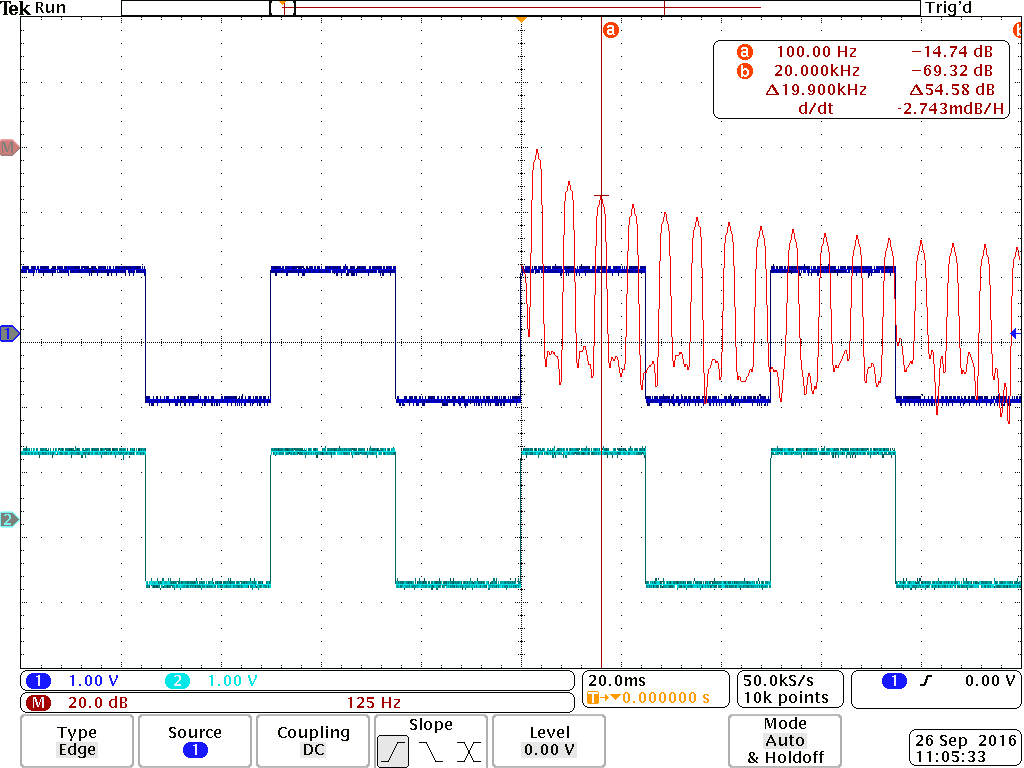 Tek Run Trig'd
a b
a 100.00 Hz −14.74 dB
b 20.000kHz −69.32 dB
Δ19.900kHz Δ54.58 dB
d/dt -2.743mdB/H
M
1
2
1 1.00 V 2 1.00 V
M 20.0 dB 125 Hz
20.0ms
T→▼0.000000 s
50.0kS/s
10k points
1 0.00 V
Type
Edge
Source
1
Coupling
DC
Slope
Level
0.00 V
Mode
Auto
& Holdoff
26 Sep 2016
11:05:33